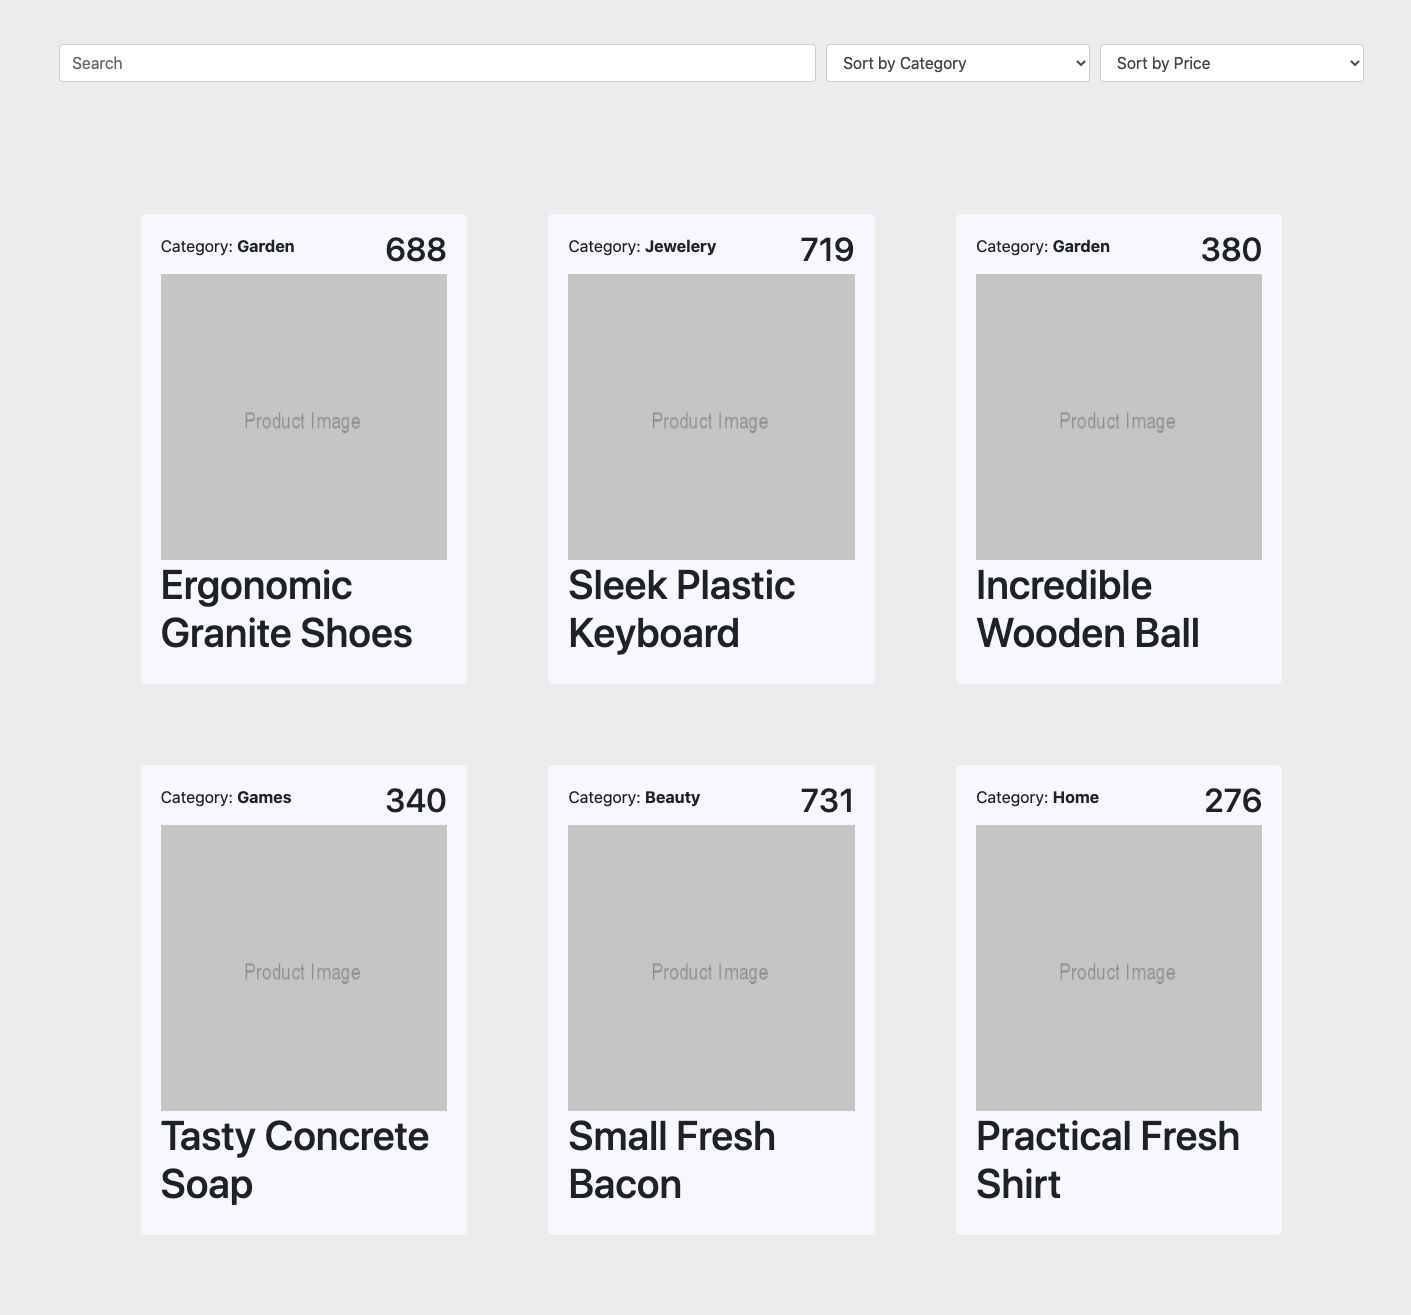 Search
Sort by Category
Sort by Price
Category: Garden
688
Product Image
Ergonomic
Granite Shoes
Category: Jewelery
719
Product Image
Sleek Plastic
Keyboard
Category: Garden
380
Product Image
Incredible
Wooden Ball
Category: Games
340
Product Image
Tasty Concrete
Soap
Category: Beauty
731
Product Image
Small Fresh
Bacon
Category: Home
276
Product Image
Practical Fresh
Shirt